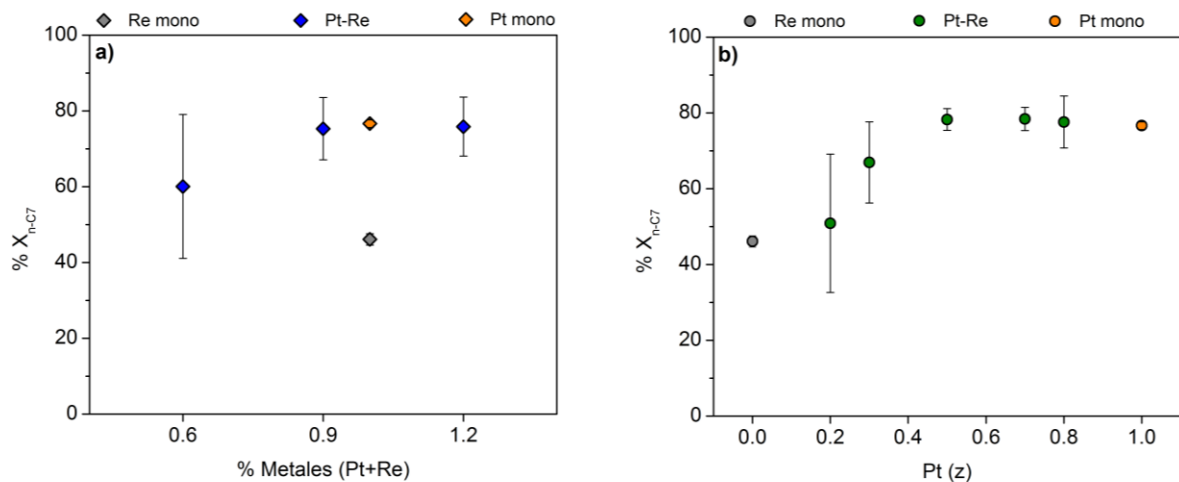 Re mono Pt-Re Pt mono
a)
100
80
60
40
20
0
% X n-C7
0.6 0.9 1.2
% Metales (Pt+Re)
Re mono Pt-Re Pt mono
b)
100
80
60
40
20
0
% X n-C7
0.0 0.2 0.4 0.6 0.8 1.0
Pt (z)